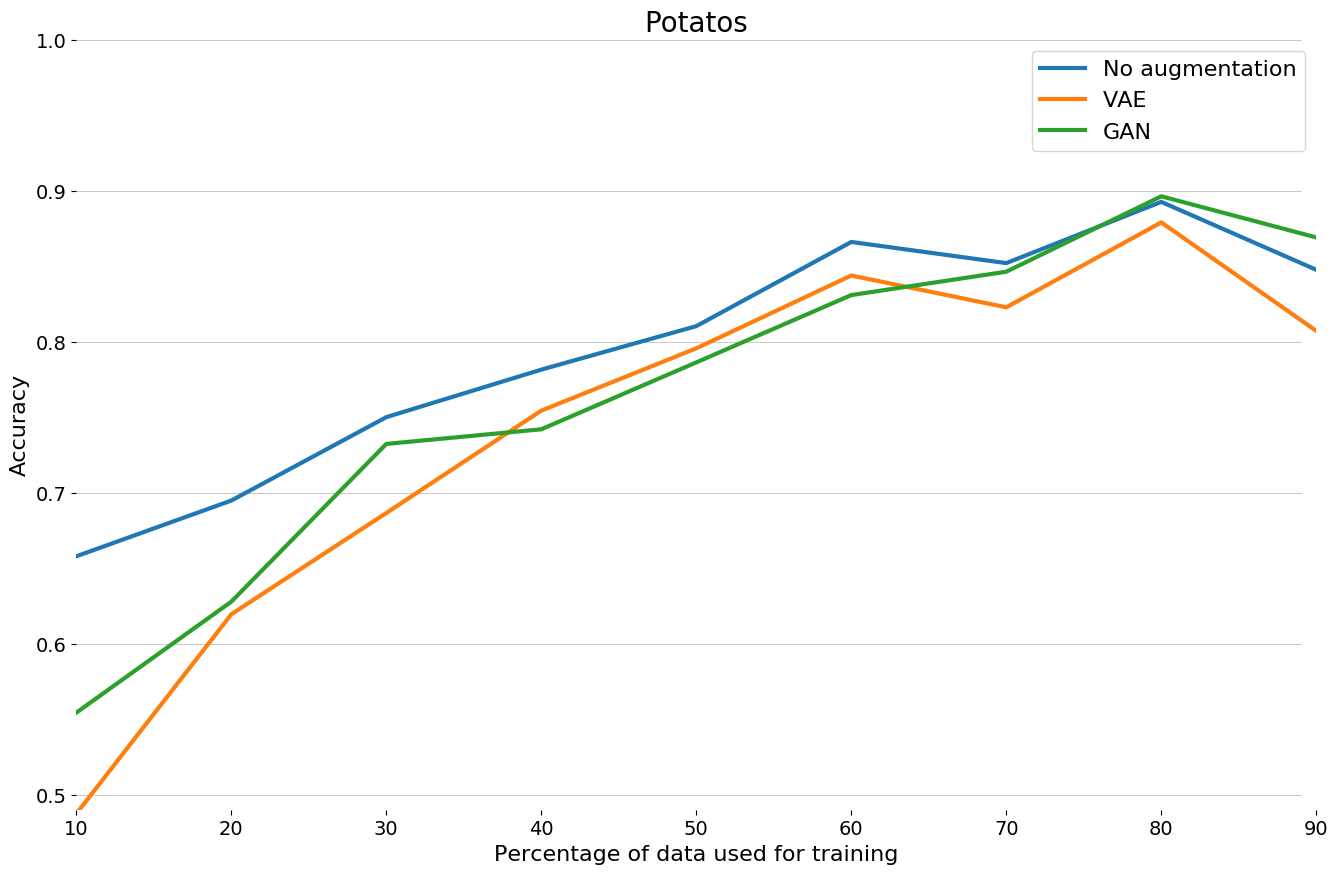 Potatos
1.0
0.9
0.8
0.7
0.6
0.5
Accuracy
No augmentation
VAE
GAN
10 20 30 40 50 60 70 80 90
Percentage of data used for training